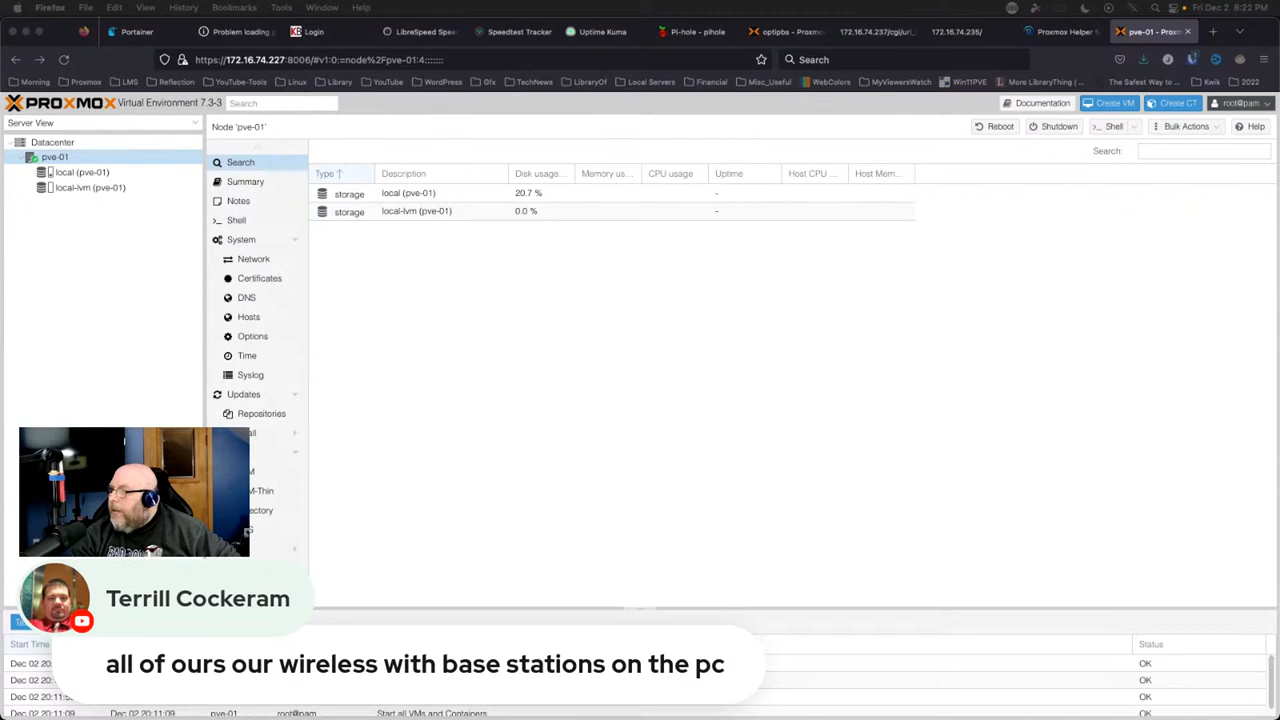 Firefox File Edit View History Bookmarks Tools Window Help Fri Dec 2 8:22 PM
Portainer Problem loading Login LibreSpeed Spee Speedtest Tracker Uptime Kuma Pi-hole - pihole optipbs - Proxmo 172.16.74.237/cgi/url_ 172.16.74.235/ Proxmox Helper S pve-01 - Proxm
https://172.16.74.227:8006/#v1:0:=node%2Fpve-01:4::::::: Search
Morning Proxmox LMS Reflection YouTube-Tools Linux Library YouTube WordPress Gfx TechNews Local Servers Financial Misc_Useful WebColors MyViewersWatch Win11PVE More LibraryThing | ... The Safest Way to ... Kwik 2022
PROXMOX Virtual Environment 7.3-3 Search Documentation Create VM Create CT root@pam
Server View Node 'pve-01' Reboot Shutdown Shell Bulk Actions Help
Datacenter
pve-01
local (pve-01)
local-lvm (pve-01)
Search
Summary
Notes
Shell
System
Network
Certificates
DNS
Hosts
Options
Time
Syslog
Updates
Repositories
all
M
M-Thin
ectory
S
Search:
Type Description Disk usage... Memory us... CPU usage Uptime Host CPU ... Host Mem...
storage local (pve-01) 20.7 % -
storage local-lvm (pve-01) 0.0 % -
Terrill Cockeram
all of ours our wireless with base stations on the pc
Start Time Status
Dec 02 20: OK
Dec 02 20: OK
Dec 02 20:11:5 OK
Dec 02 20:11:09 Dec 02 20:11:09 pve-01 root@pam Start all VMs and Containers OK